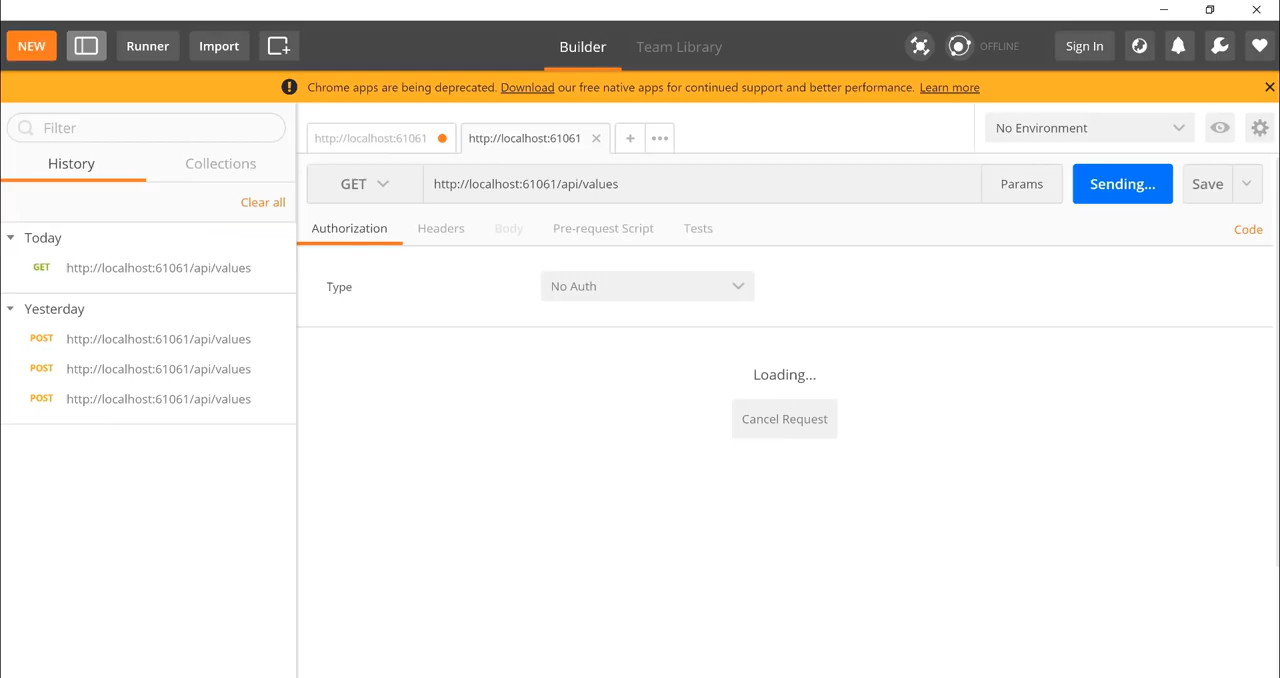 NEW Runner Import Builder Team Library OFFLINE Sign In
Chrome apps are being deprecated. Download our free native apps for continued support and better performance. Learn more
Filter
History Collections
Clear all
Today
GET http://localhost:61061/api/values
Yesterday
POST http://localhost:61061/api/values
POST http://localhost:61061/api/values
POST http://localhost:61061/api/values
http://localhost:61061 http://localhost:61061 No Environment
GET http://localhost:61061/api/values Params Sending... Save
Authorization Headers Body Pre-request Script Tests Code
Type No Auth
Loading...
Cancel Request